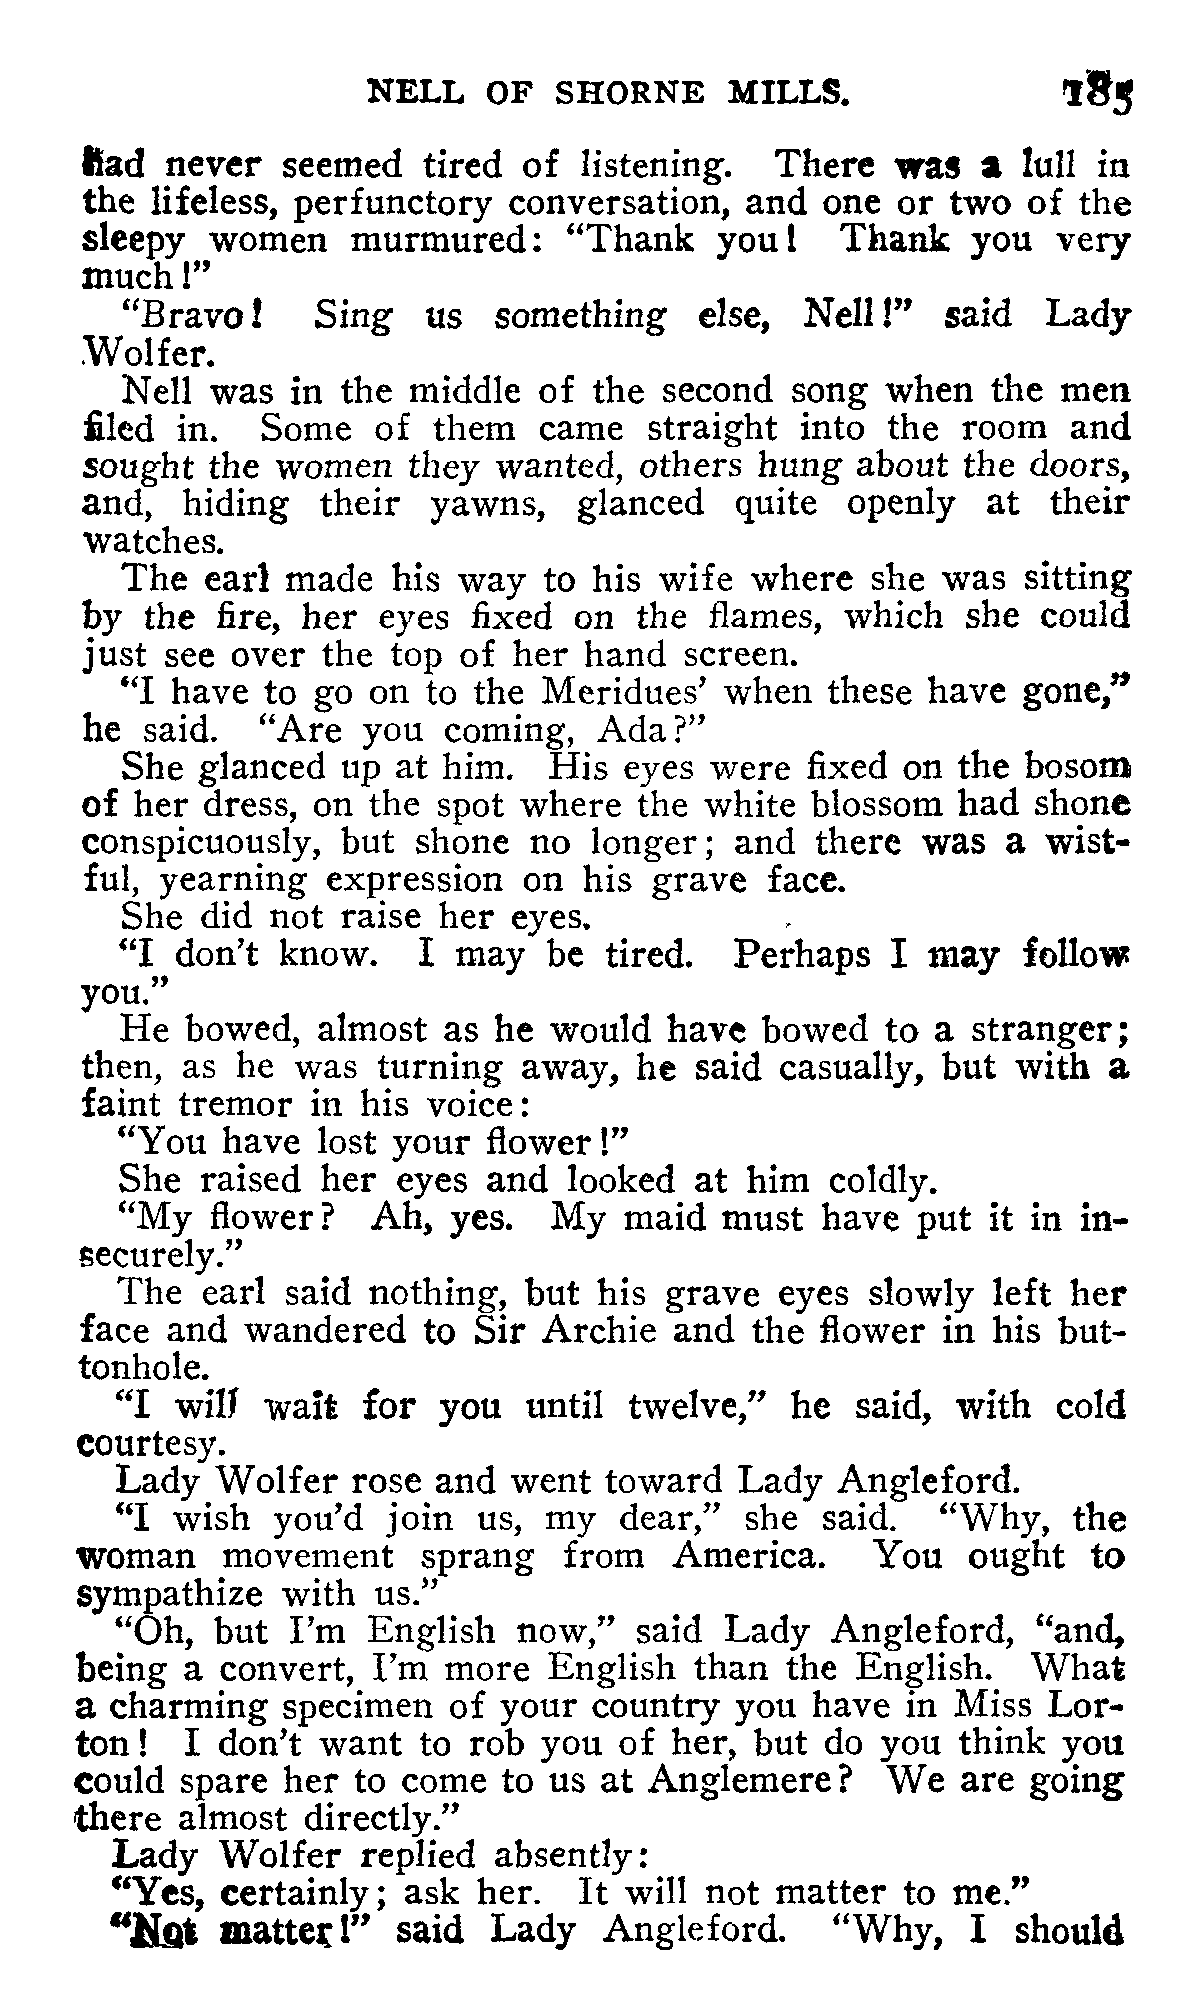 NELL OF SHORNE MILLS. 185
had never seemed tired of listening. There was a lull in
the lifeless, perfunctory conversation, and one or two of the
sleepy women murmured: “Thank you! Thank you very
much!”
“Bravo! Sing us something else, Nell!” said Lady
Wolfer.
Nell was in the middle of the second song when the men
filed in. Some of them came straight into the room and
sought the women they wanted, others hung about the doors,
and, hiding their yawns, glanced quite openly at their
watches.
The earl made his way to his wife where she was sitting
by the fire, her eyes fixed on the flames, which she could
just see over the top of her hand screen.
“I have to go on to the Meridues’ when these have gone,”
he said. “Are you coming, Ada?”
She glanced up at him. His eyes were fixed on the bosom
of her dress, on the spot where the white blossom had shone
conspicuously, but shone no longer; and there was a wist-
ful, yearning expression on his grave face.
She did not raise her eyes.
“I don’t know. I may be tired. Perhaps I may follow
you.”
He bowed, almost as he would have bowed to a stranger;
then, as he was turning away, he said casually, but with a
faint tremor in his voice:
“You have lost your flower!”
She raised her eyes and looked at him coldly.
“My flower? Ah, yes. My maid must have put it in in-
securely.”
The earl said nothing, but his grave eyes slowly left her
face and wandered to Sir Archie and the flower in his but-
tonhole.
“I will wait for you until twelve,” he said, with cold
courtesy.
Lady Wolfer rose and went toward Lady Angleford.
“I wish you’d join us, my dear,” she said. “Why, the
woman movement sprang from America. You ought to
sympathize with us.”
“Oh, but I’m English now,” said Lady Angleford, “and,
being a convert, I’m more English than the English. What
a charming specimen of your country you have in Miss Lor-
ton! I don’t want to rob you of her, but do you think you
could spare her to come to us at Anglemere? We are going
there almost directly.”
Lady Wolfer replied absently:
“Yes, certainly; ask her. It will not matter to me.”
“Not matter!” said Lady Angleford. “Why, I should